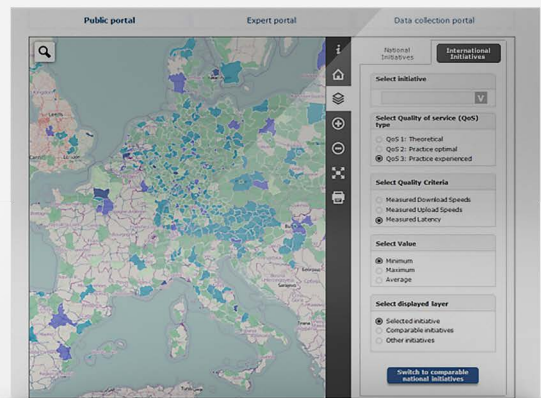 Public portal
Expert portal
Data collection portal
National
Initiatives
International
Initiatives
Select initiative
V
Select Quality of service (QoS)
type
QoS 1: Theoretical
QoS 2: Practice optimal
QoS 3: Practice experienced
Select Quality Criteria
Measured Download Speeds
Measured Upload Speeds
Measured Latency
Select Value
Minimum
Maximum
Average
Select displayed layer
Selected initiative
Comparable initiatives
Other initiatives
Switch to comparable
national initiatives